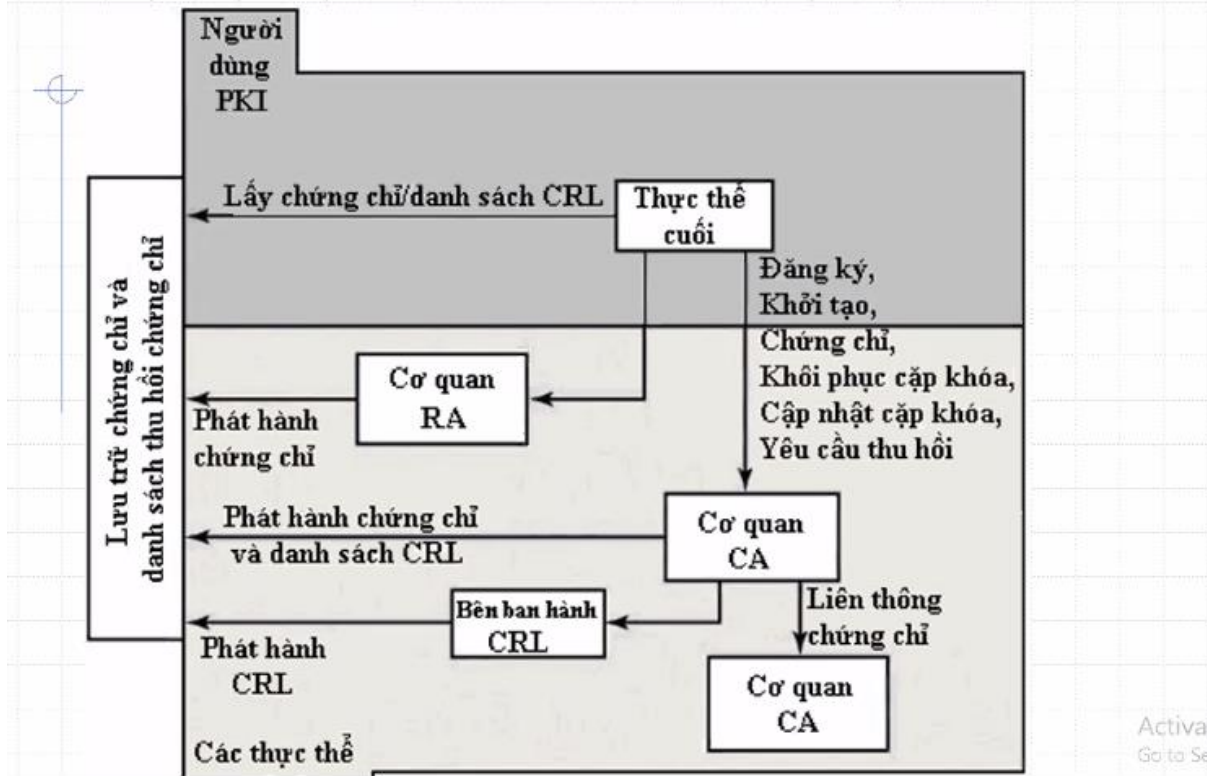 Người
dùng
PKI
Lấy chứng chỉ/danh sách CRL
Thực thể
cuối
Đăng ký,
Khởi tạo,
Chứng chỉ,
Khôi phục cặp khóa,
Cập nhật cặp khóa,
Yêu cầu thu hồi
Lưu trữ chứng chỉ và
danh sách thu hồi chứng chỉ
Cơ quan
RA
Phát hành
chứng chỉ
Phát hành chứng chỉ
và danh sách CRL
Cơ quan
CA
Bên ban hành
CRL
Liên thông
chứng chỉ
Phát hành
CRL
Cơ quan
CA
Các thực thể
Activa
Go to Se